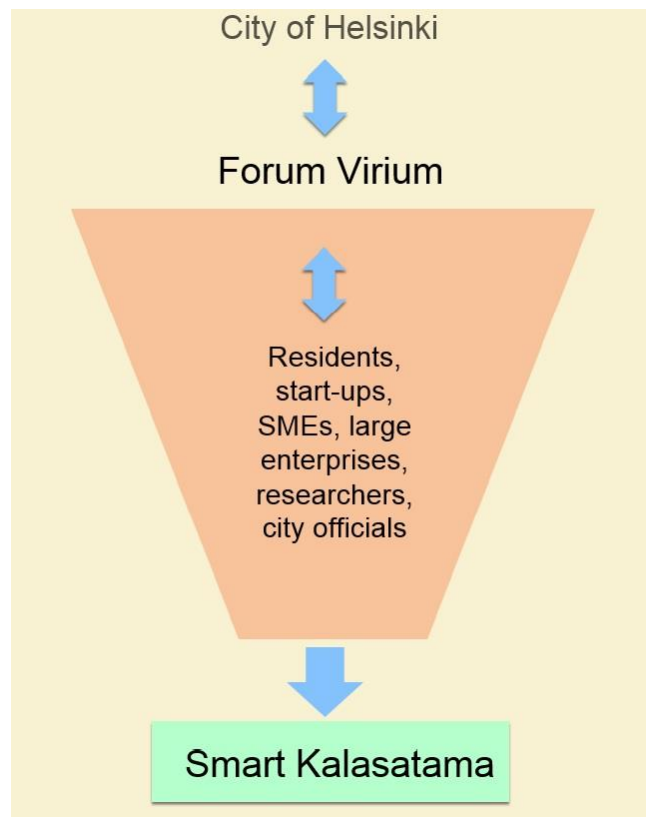 City of Helsinki
Forum Virium
Residents,
start-ups,
SMEs, large
enterprises,
researchers,
city officials
Smart Kalasatama